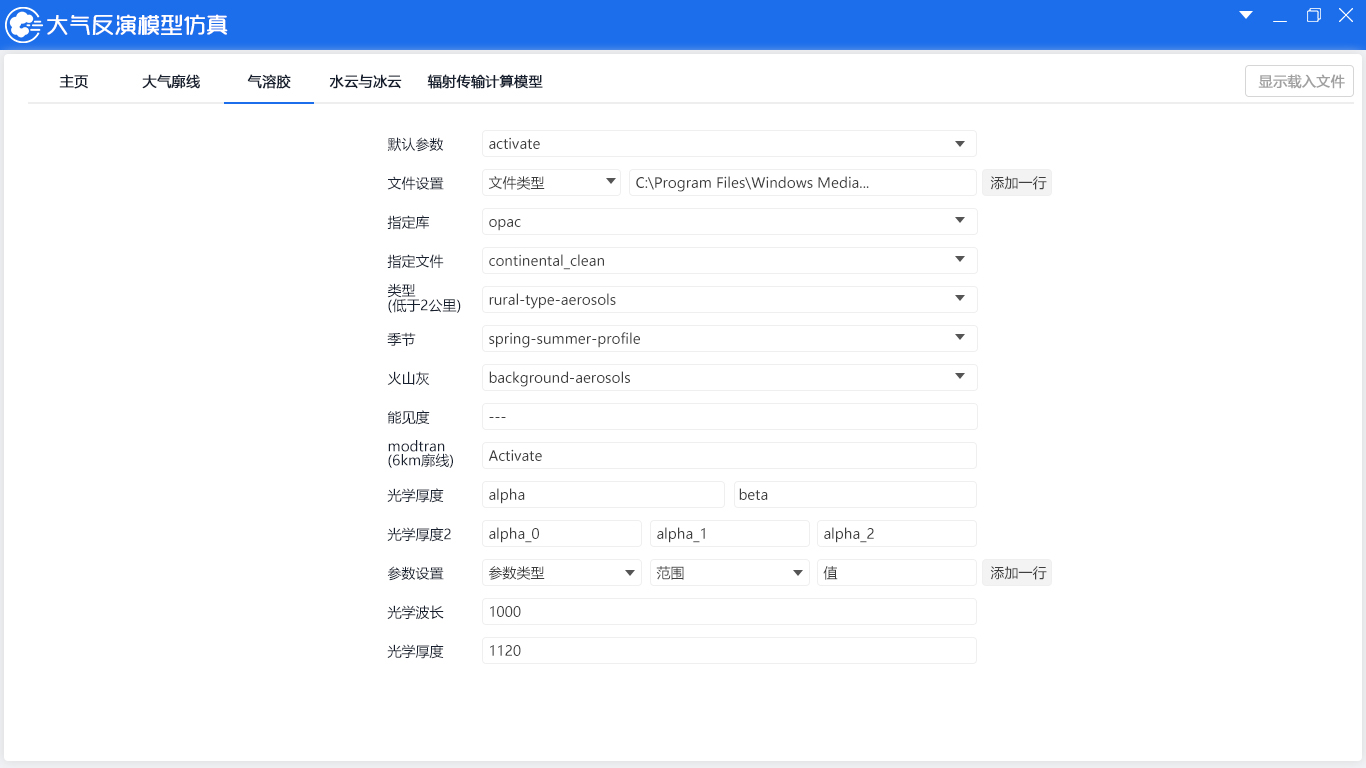 大气反演模型仿真
主页 大气廓线 气溶胶 水云与冰云 辐射传输计算模型 显示载入文件
默认参数 activate
文件设置 文件类型 C:\Program Files\Windows Media... 添加一行
指定库 opac
指定文件 continental_clean
类型
(低于2公里) rural-type-aerosols
季节 spring-summer-profile
火山灰 background-aerosols
能见度 ---
modtran
(6km廓线) Activate
光学厚度 alpha beta
光学厚度2 alpha_0 alpha_1 alpha_2
参数设置 参数类型 范围 值 添加一行
光学波长 1000
光学厚度 1120